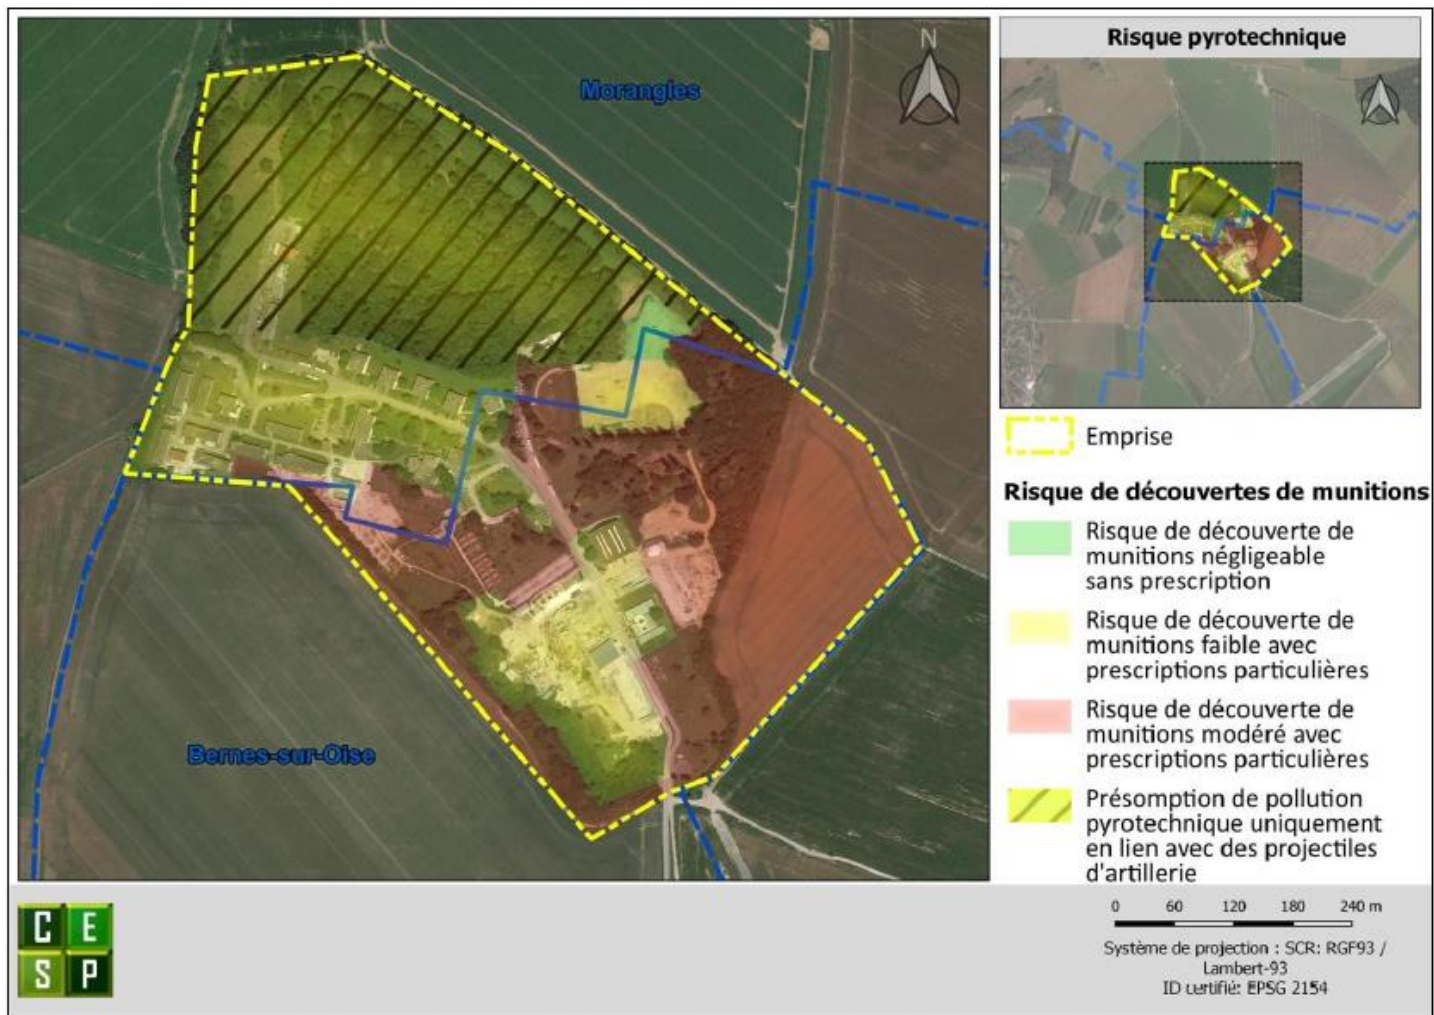 Morangles
N
Bernes-sur-Oise
Risque pyrotechnique
Emprise
Risque de découvertes de munitions
Risque de découverte de
munitions négligeable
sans prescription
Risque de découverte de
munitions faible avec
prescriptions particulières
Risque de découverte de
munitions modéré avec
prescriptions particulières
Présomption de pollution
pyrotechnique uniquement
en lien avec des projectiles
d'artillerie
C E
S P
0 60 120 180 240 m
Système de projection : SCR: RGF93 /
Lambert-93
ID certifié: EPSG 2154